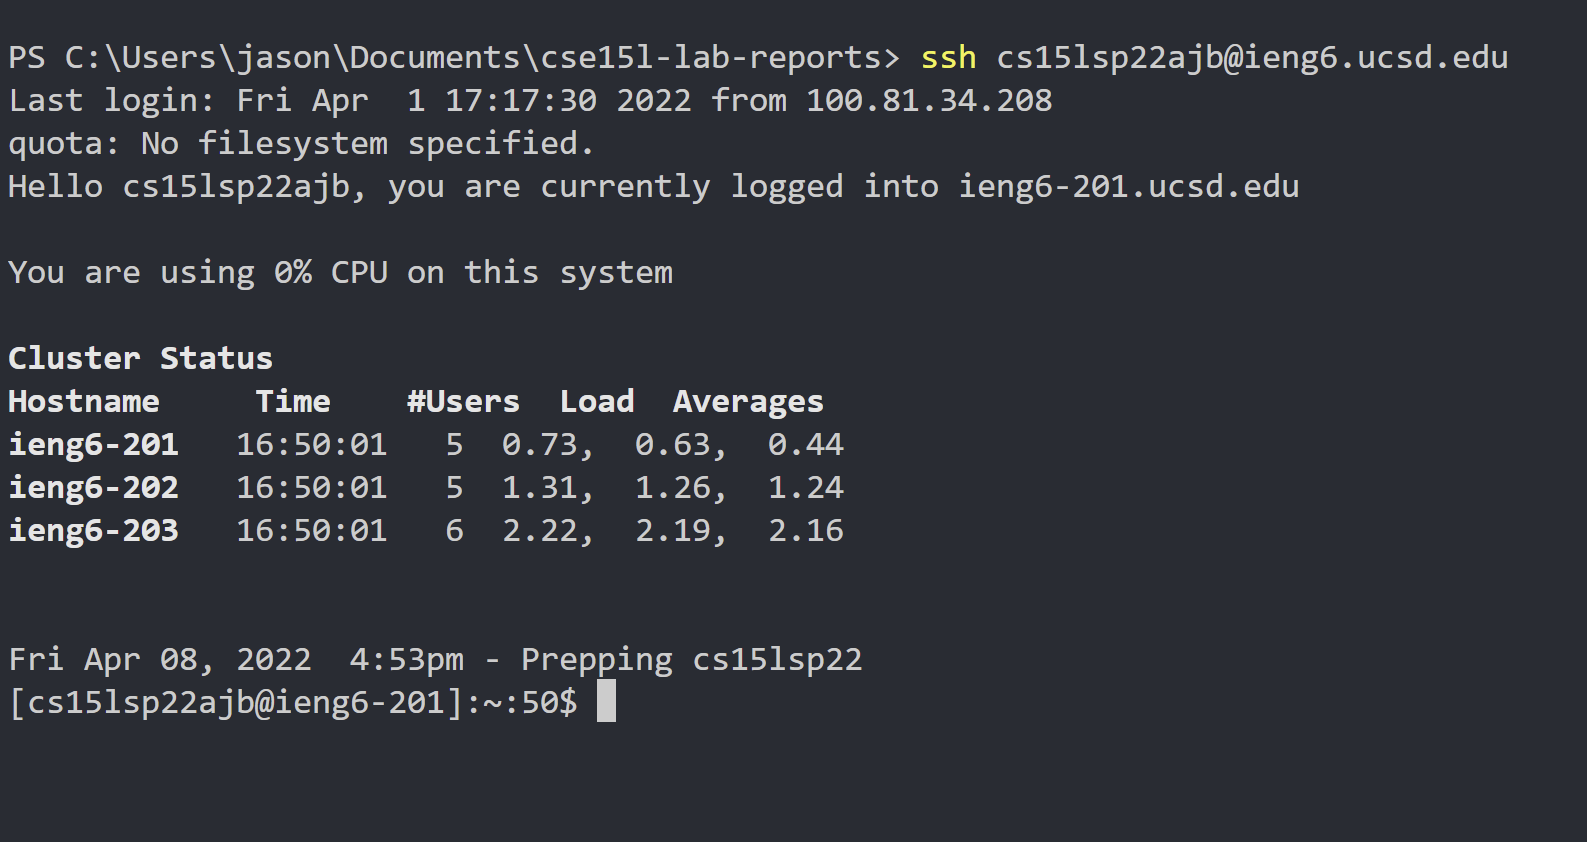 PS C:\Users\jason\Documents\cse15l-lab-reports> ssh cs15lsp22ajb@ieng6.ucsd.edu
Last login: Fri Apr  1 17:17:30 2022 from 100.81.34.208
quota: No filesystem specified.
Hello cs15lsp22ajb, you are currently logged into ieng6-201.ucsd.edu
You are using 0% CPU on this system
Cluster Status
Hostname     Time    #Users  Load  Averages
ieng6-201   16:50:01   5  0.73,  0.63,  0.44
ieng6-202   16:50:01   5  1.31,  1.26,  1.24
ieng6-203   16:50:01   6  2.22,  2.19,  2.16
Fri Apr 08, 2022  4:53pm - Prepping cs15lsp22
[cs15lsp22ajb@ieng6-201]:~:50$